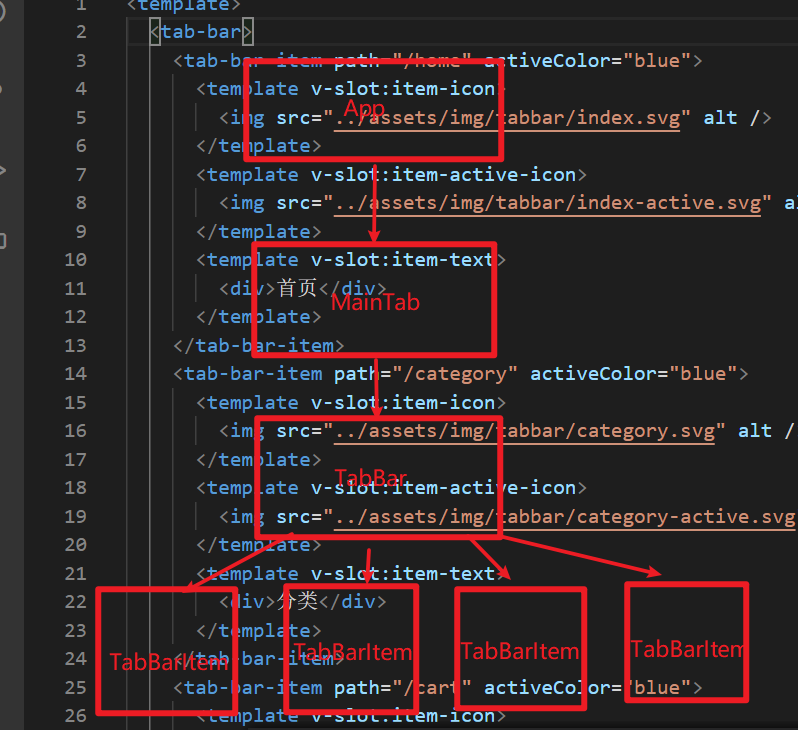 1 <template>
2 <tab-bar>
3 <tab-bar-item path="/home" activeColor="blue">
4 <template v-slot:item-icon>
5 <img src="../assets/img/tabbar/index.svg" alt />
6 </template>
7 <template v-slot:item-active-icon>
8 <img src="../assets/img/tabbar/index-active.svg" al
9 </template>
10 <template v-slot:item-text>
11 <div>首页</div>
12 </template>
13 </tab-bar-item>
14 <tab-bar-item path="/category" activeColor="blue">
15 <template v-slot:item-icon>
16 <img src="../assets/img/tabbar/category.svg" alt /
17 </template>
18 <template v-slot:item-active-icon>
19 <img src="../assets/img/tabbar/category-active.svg
20 </template>
21 <template v-slot:item-text>
22 <div>分类</div>
23 </template>
24 </tab-bar-item>
25 <tab-bar-item path="/cart" activeColor="blue">
26 <template v-slot:item-icon>
App
MainTab
TabBar
TabBarItem TabBarItem TabBarItem TabBarItem